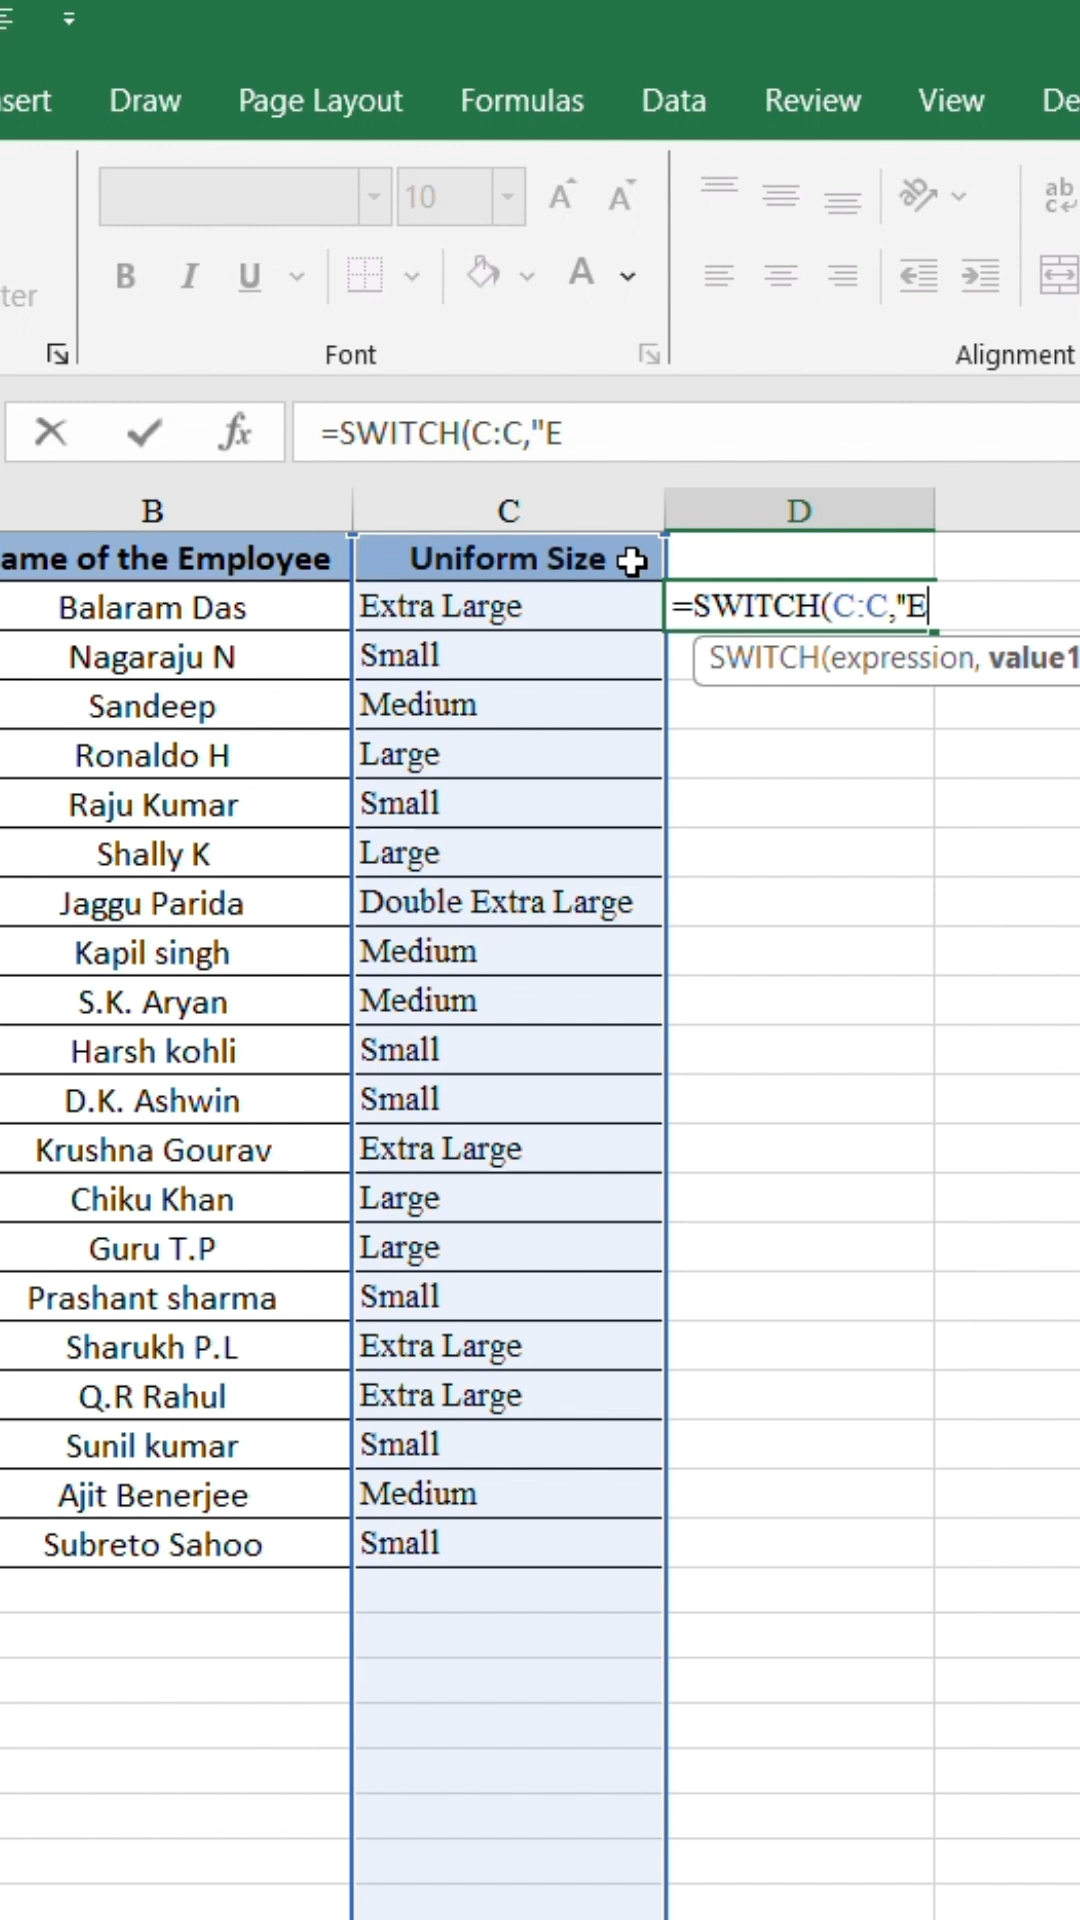 sert Draw Page Layout Formulas Data Review View De
10 A A ab c
B I U A
ter
Font Alignment
fx =SWITCH(C:C,"E
B C D
ame of the Employee Uniform Size
Balaram Das Extra Large =SWITCH(C:C,"E
SWITCH(expression, value1
Nagaraju N Small
Sandeep Medium
Ronaldo H Large
Raju Kumar Small
Shally K Large
Jaggu Parida Double Extra Large
Kapil singh Medium
S.K. Aryan Medium
Harsh kohli Small
D.K. Ashwin Small
Krushna Gourav Extra Large
Chiku Khan Large
Guru T.P Large
Prashant sharma Small
Sharukh P.L Extra Large
Q.R Rahul Extra Large
Sunil kumar Small
Ajit Benerjee Medium
Subreto Sahoo Small